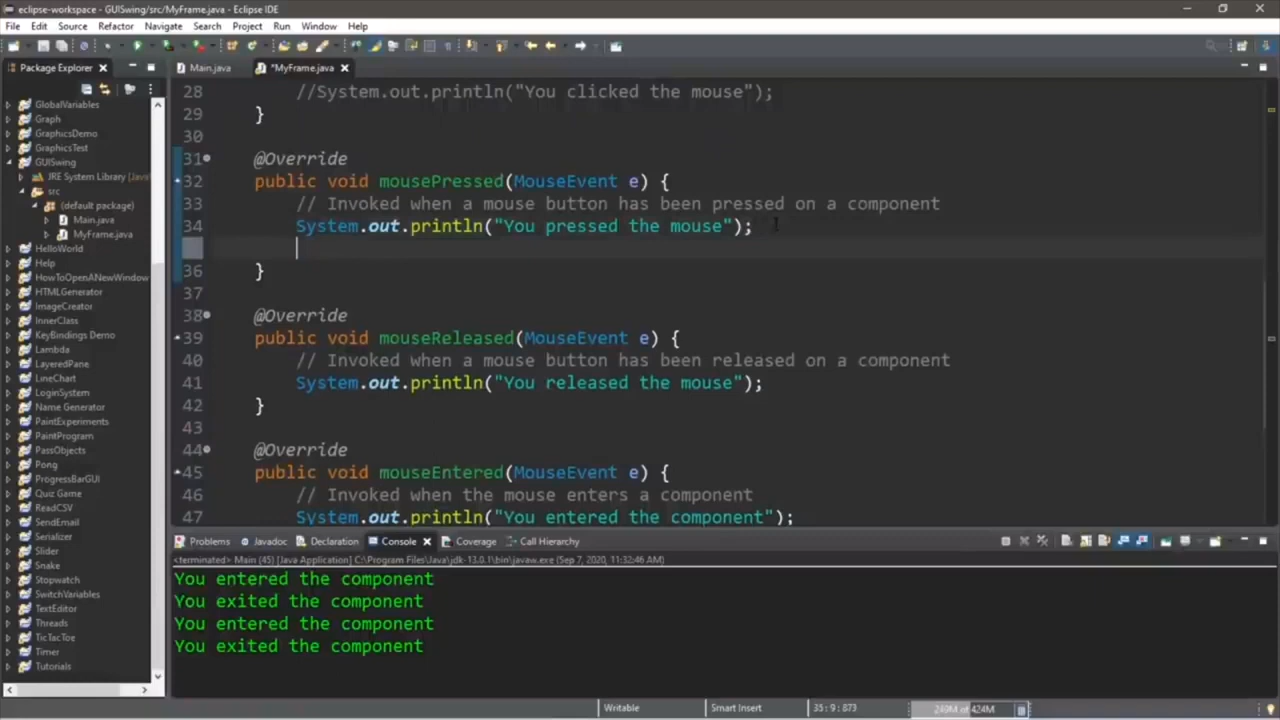 eclipse-workspace - GUISwing/src/MyFrame.java - Eclipse IDE
File Edit Source Refactor Navigate Search Project Run Window Help
Package Explorer
Main.java
*MyFrame.java
GlobalVariables
Graph
GraphicsDemo
GraphicsTest
GUISwing
JRE System Library [Java
src
(default package)
Main.java
MyFrame.java
HelloWorld
Help
HowToOpenANewWindow
HTMLGenerator
ImageCreator
InnerClass
KeyBindings Demo
Lambda
LayeredPane
LineChart
LoginSystem
Name Generator
PaintExperiments
PaintProgram
PassObjects
Pong
ProgressBarGUI
Quiz Game
ReadCSV
SendEmail
Serializer
Slider
Snake
Stopwatch
SwitchVariables
TextEditor
Threads
TicTacToe
Timer
Tutorials
28 //System.out.println("You clicked the mouse");
29 }
30
31 @Override
32 public void mousePressed(MouseEvent e) {
33 // Invoked when a mouse button has been pressed on a component
34 System.out.println("You pressed the mouse");
36 }
37
38 @Override
39 public void mouseReleased(MouseEvent e) {
40 // Invoked when a mouse button has been released on a component
41 System.out.println("You released the mouse");
42 }
43
44 @Override
45 public void mouseEntered(MouseEvent e) {
46 // Invoked when the mouse enters a component
47 System.out.println("You entered the component");
Problems Javadoc Declaration Console Coverage Call Hierarchy
<terminated> Main (45) [Java Application] C:\Program Files\Java\jdk-13.0.1\bin\javaw.exe (Sep 7, 2020, 11:32:46 AM)
You entered the component
You exited the component
You entered the component
You exited the component
Writable Smart Insert 35 : 9 : 873 249M of 424M